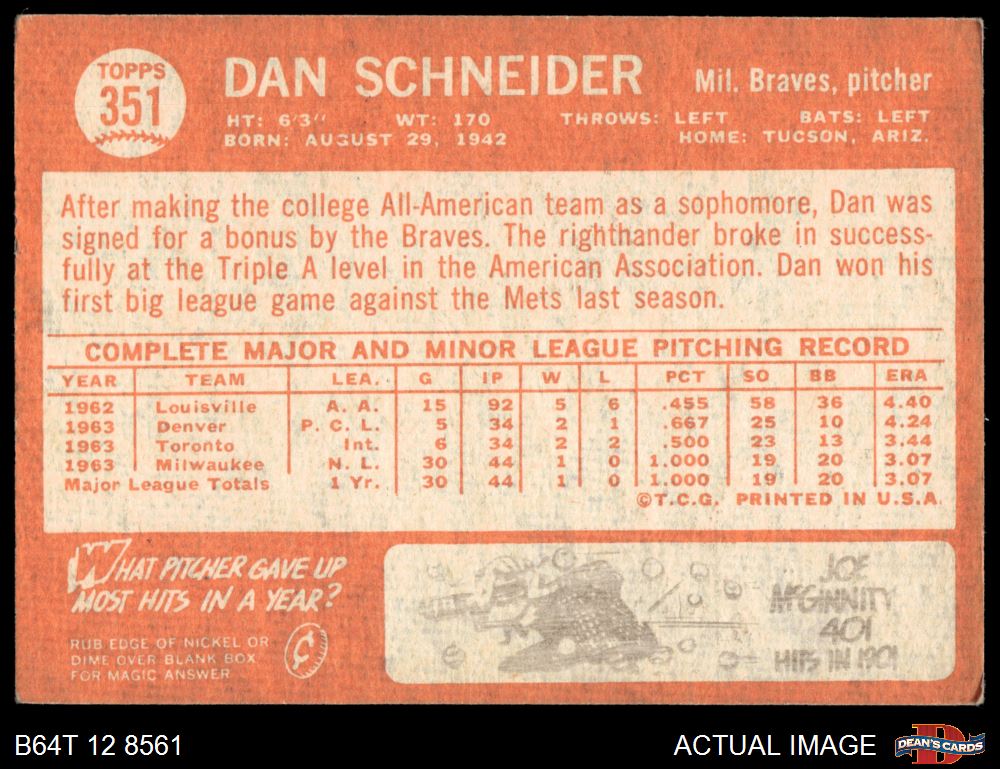 TOPPS
351
DAN SCHNEIDER
Mil. Braves, pitcher
HT: 6'3" WT: 170 THROWS: LEFT BATS: LEFT
BORN: AUGUST 29, 1942 HOME: TUCSON, ARIZ.
After making the college All-American team as a sophomore, Dan was
signed for a bonus by the Braves. The righthander broke in success-
fully at the Triple A level in the American Association. Dan won his
first big league game against the Mets last season.
COMPLETE MAJOR AND MINOR LEAGUE PITCHING RECORD
YEAR TEAM LEA. G IP W L PCT SO BB ERA
1962 Louisville A. A. 15 92 5 6 .455 58 36 4.40
1963 Denver P. C. L. 5 34 2 1 .667 25 10 4.24
1963 Toronto Int. 6 34 2 2 .500 23 13 3.44
1963 Milwaukee N. L. 30 44 1 0 1.000 19 20 3.07
Major League Totals 1 Yr. 30 44 1 0 1.000 19 20 3.07
©T.C.G. PRINTED IN U.S.A.
WHAT PITCHER GAVE UP
MOST HITS IN A YEAR?
RUB EDGE OF NICKEL OR
DIME OVER BLANK BOX
FOR MAGIC ANSWER
JOE
McGINNITY
401
HITS IN 1901
B64T 12 8561
ACTUAL IMAGE
DEAN'S CARDS